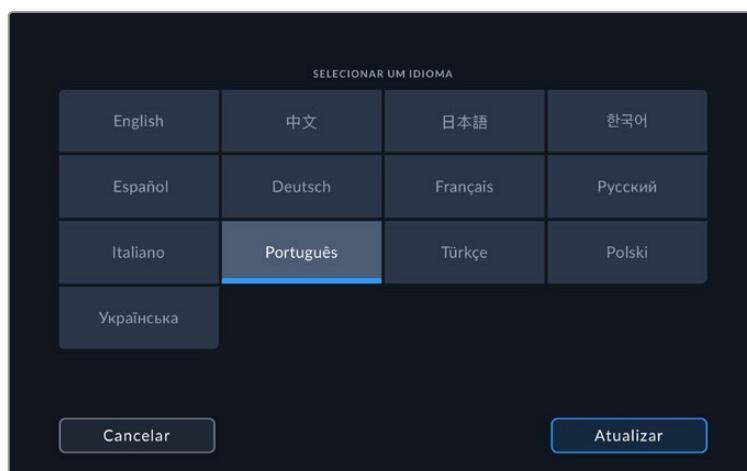 SELECIONAR UM IDIOMA
English 中文 日本語 한국어
Español Deutsch Français Русский
Italiano Português Türkçe Polski
Українська
Cancelar Atualizar